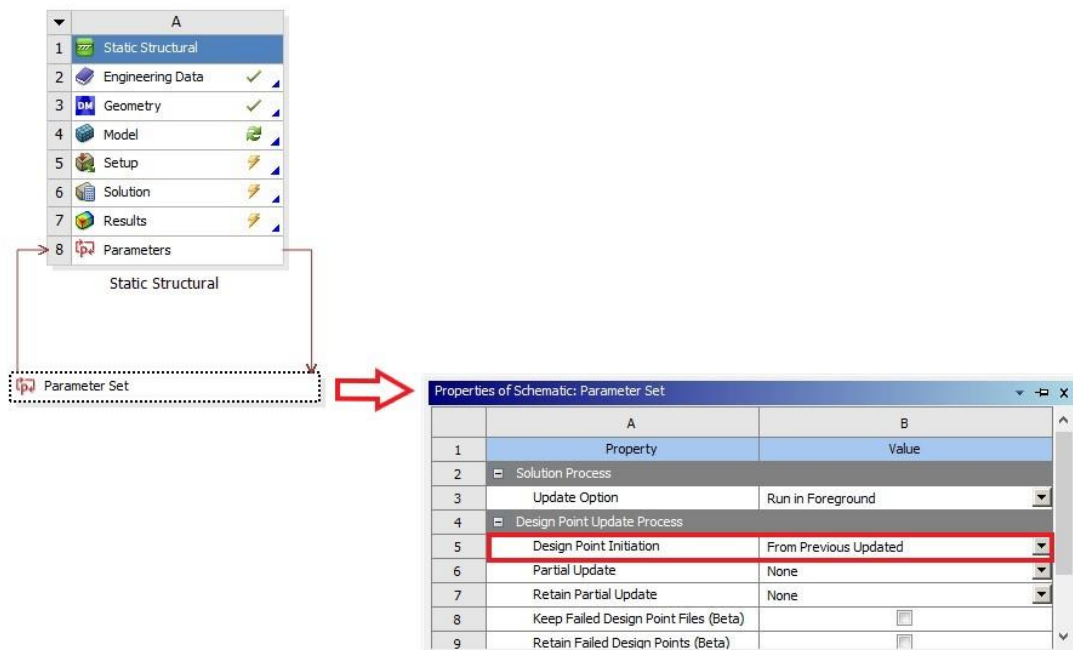 A
1 Static Structural
2 Engineering Data
3 DM Geometry
4 Model
5 Setup
6 Solution
7 Results
8 Parameters
Static Structural
Parameter Set
Properties of Schematic: Parameter Set
A B
1 Property Value
2 Solution Process
3 Update Option Run in Foreground
4 Design Point Update Process
5 Design Point Initiation From Previous Updated
6 Partial Update None
7 Retain Partial Update None
8 Keep Failed Design Point Files (Beta)
9 Retain Failed Design Points (Beta)